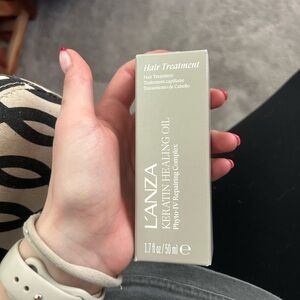 Hair Treatment
Hair Treatment
Traitement Capillaire
Tratamiento de Cabello
L'ANZA
KERATIN HEALING OIL
Phyto IV Repairing Complex
1.7 fl oz / 50 ml e